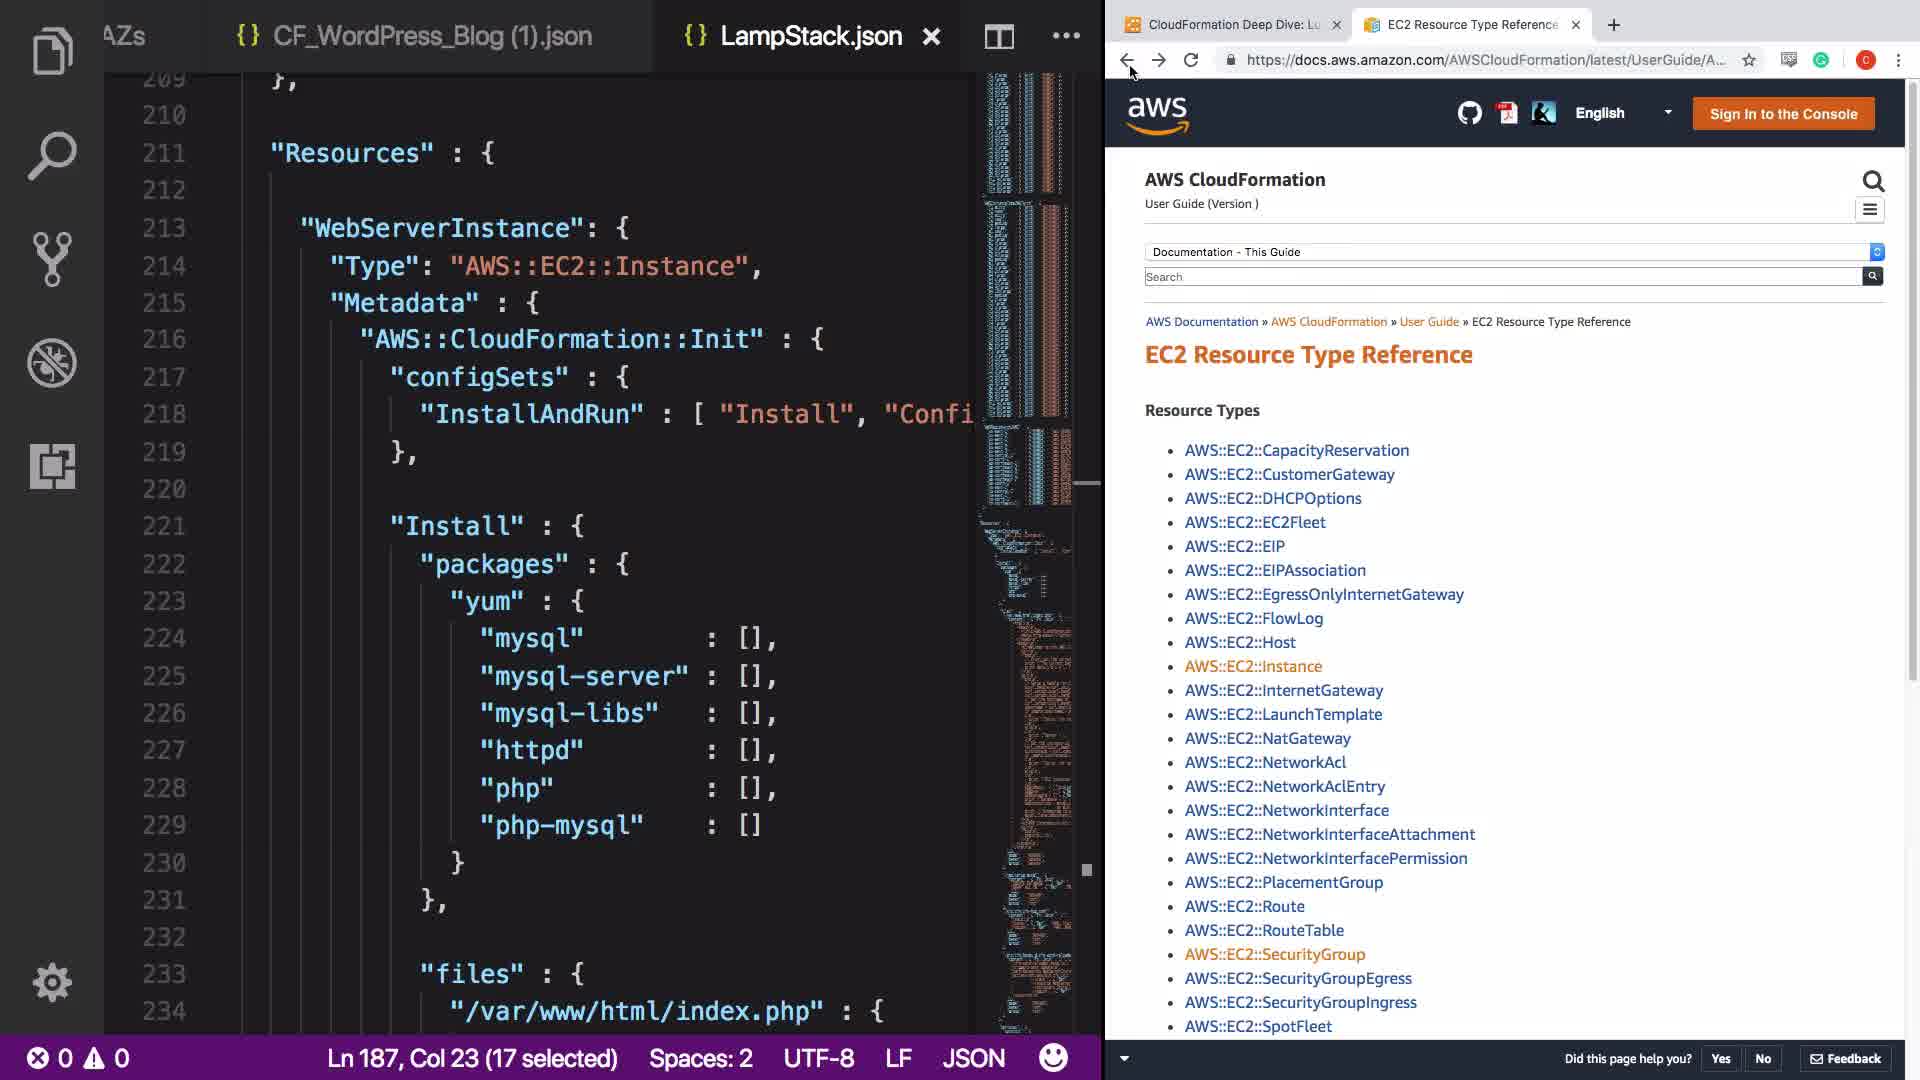 AZs
{} CF_WordPress_Blog (1).json
{} LampStack.json
209 },
210
211 "Resources" : {
212
213 "WebServerInstance": {
214 "Type": "AWS::EC2::Instance",
215 "Metadata" : {
216 "AWS::CloudFormation::Init" : {
217 "configSets" : {
218 "InstallAndRun" : [ "Install", "Confi
219 },
220
221 "Install" : {
222 "packages" : {
223 "yum" : {
224 "mysql" : [],
225 "mysql-server" : [],
226 "mysql-libs" : [],
227 "httpd" : [],
228 "php" : [],
229 "php-mysql" : []
230 }
231 },
232
233 "files" : {
234 "/var/www/html/index.php" : {
0 0
Ln 187, Col 23 (17 selected) Spaces: 2 UTF-8 LF JSON
CloudFormation Deep Dive: Lu
EC2 Resource Type Reference
https://docs.aws.amazon.com/AWSCloudFormation/latest/UserGuide/A...
C
aws
English
Sign In to the Console
AWS CloudFormation
User Guide (Version )
Documentation - This Guide
Search
AWS Documentation » AWS CloudFormation » User Guide » EC2 Resource Type Reference
EC2 Resource Type Reference
Resource Types
• AWS::EC2::CapacityReservation
• AWS::EC2::CustomerGateway
• AWS::EC2::DHCPOptions
• AWS::EC2::EC2Fleet
• AWS::EC2::EIP
• AWS::EC2::EIPAssociation
• AWS::EC2::EgressOnlyInternetGateway
• AWS::EC2::FlowLog
• AWS::EC2::Host
• AWS::EC2::Instance
• AWS::EC2::InternetGateway
• AWS::EC2::LaunchTemplate
• AWS::EC2::NatGateway
• AWS::EC2::NetworkAcl
• AWS::EC2::NetworkAclEntry
• AWS::EC2::NetworkInterface
• AWS::EC2::NetworkInterfaceAttachment
• AWS::EC2::NetworkInterfacePermission
• AWS::EC2::PlacementGroup
• AWS::EC2::Route
• AWS::EC2::RouteTable
• AWS::EC2::SecurityGroup
• AWS::EC2::SecurityGroupEgress
• AWS::EC2::SecurityGroupIngress
• AWS::EC2::SpotFleet
Did this page help you? Yes No Feedback